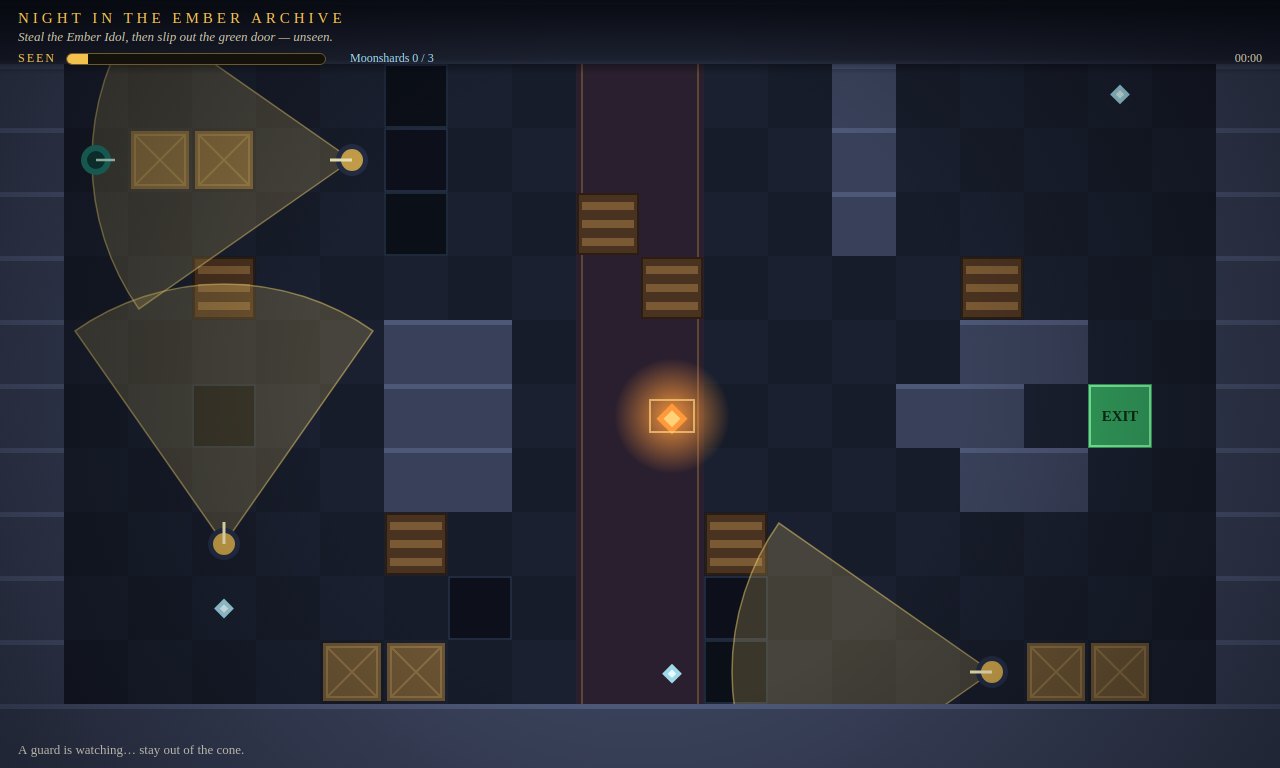 NIGHT IN THE EMBER ARCHIVE
Steal the Ember Idol, then slip out the green door — unseen.
SEEN
Moonshards 0 / 3
00:00
EXIT
A guard is watching… stay out of the cone.